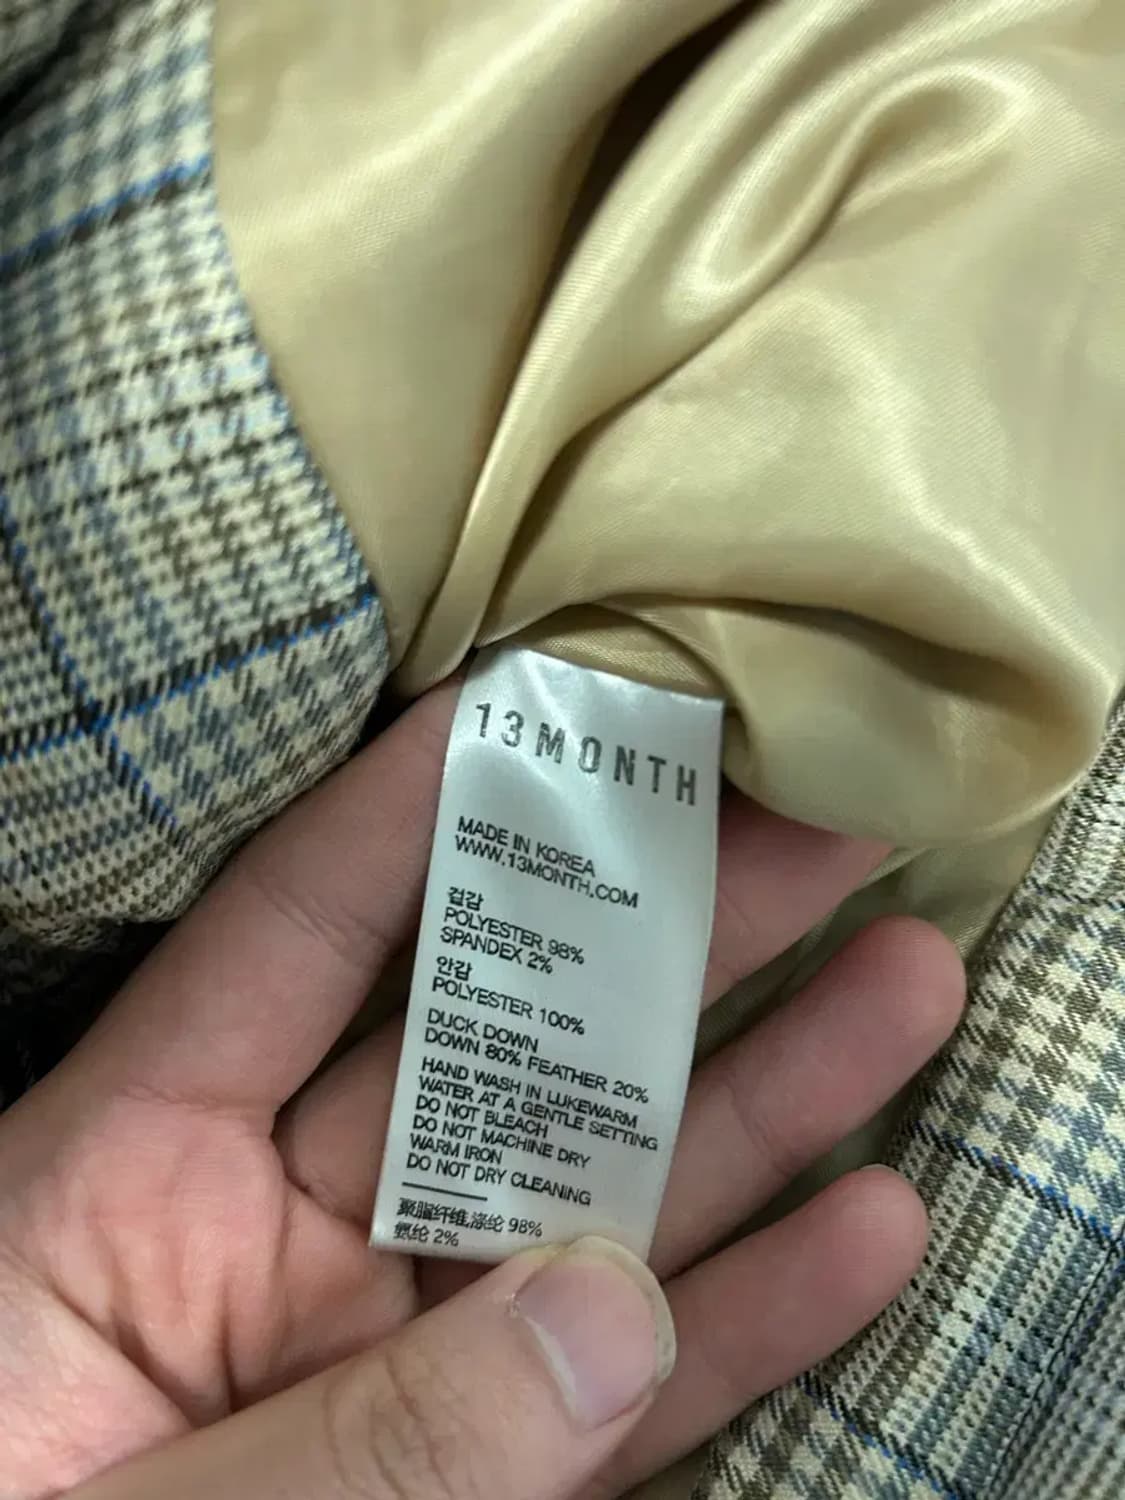 13MONTH
MADE IN KOREA
WWW.13MONTH.COM
겉감
POLYESTER 98%
SPANDEX 2%
안감
POLYESTER 100%
DUCK DOWN
DOWN 80% FEATHER 20%
HAND WASH IN LUKEWARM
WATER AT A GENTLE SETTING
DO NOT BLEACH
DO NOT MACHINE DRY
WARM IRON
DO NOT DRY CLEANING
聚脂纤维,涤纶 98%
氨纶 2%